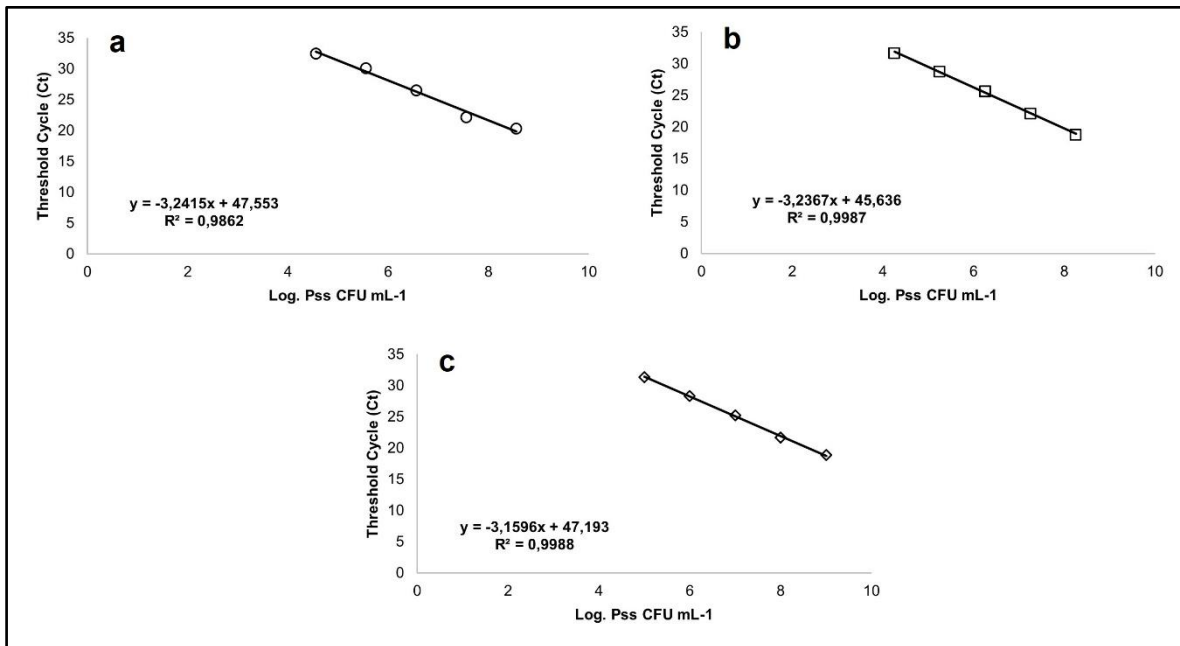 a
Threshold Cycle (Ct)
35
30
25
20
15
10
5
0
y = -3,2415x + 47,553
R² = 0,9862
0 2 4 6 8 10
Log. Pss CFU mL-1
b
Threshold Cycle (Ct)
35
30
25
20
15
10
5
0
y = -3,2367x + 45,636
R² = 0,9987
0 2 4 6 8 10
Log. Pss CFU mL-1
c
Threshold Cycle (Ct)
35
30
25
20
15
10
5
0
y = -3,1596x + 47,193
R² = 0,9988
0 2 4 6 8 10
Log. Pss CFU mL-1